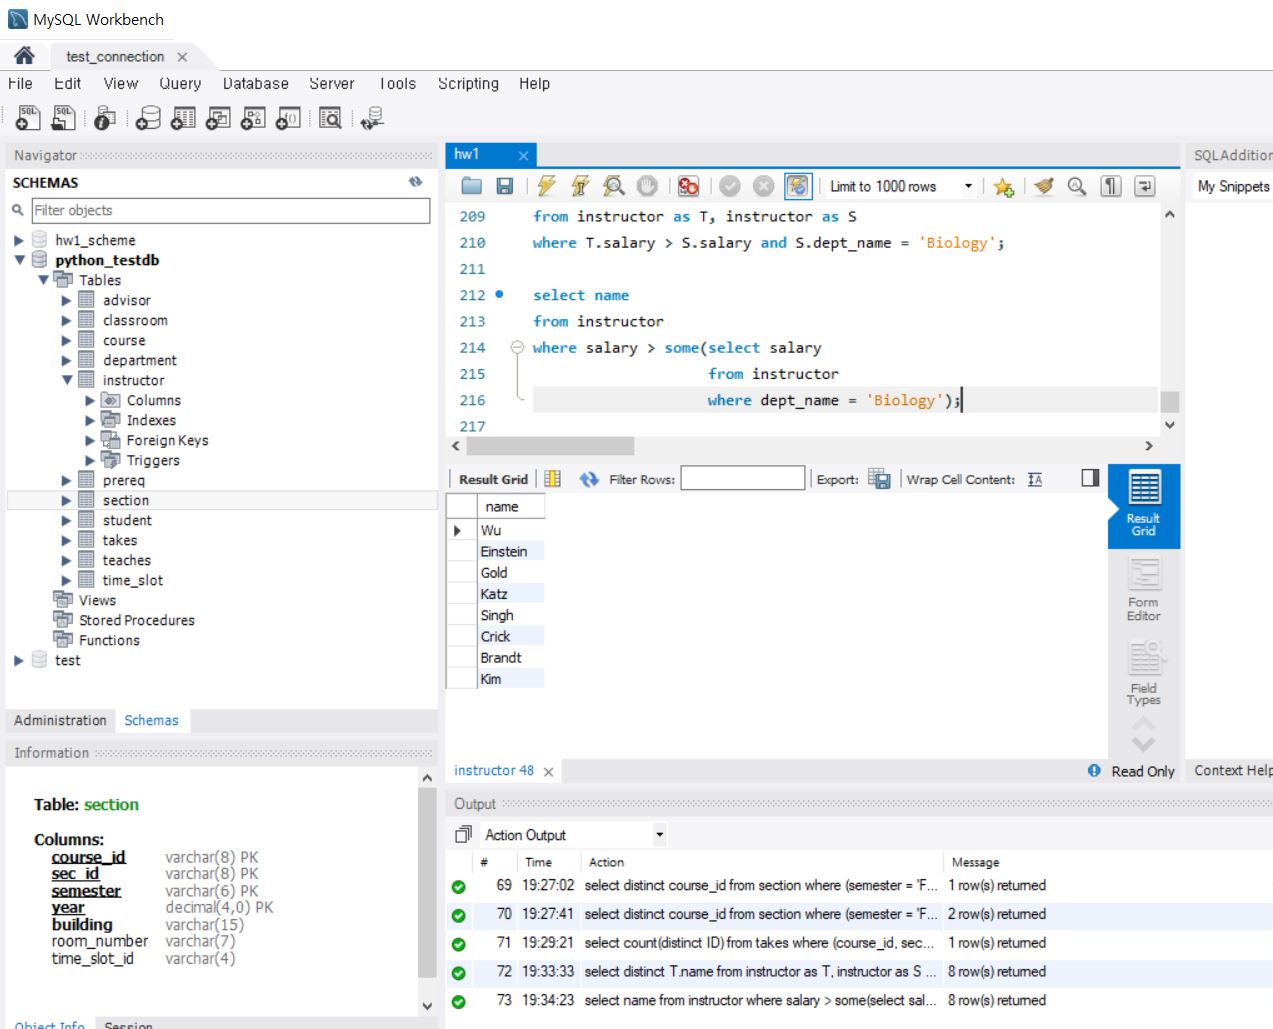 MySQL Workbench
test_connection
File Edit View Query Database Server Tools Scripting Help
Navigator
SCHEMAS
Filter objects
hw1_scheme
python_testdb
Tables
advisor
classroom
course
department
instructor
Columns
Indexes
Foreign Keys
Triggers
prereq
section
student
takes
teaches
time_slot
Views
Stored Procedures
Functions
test
Administration Schemas
Information
Table: section
Columns:
course_id varchar(8) PK
sec_id varchar(8) PK
semester varchar(6) PK
year decimal(4,0) PK
building varchar(15)
room_number varchar(7)
time_slot_id varchar(4)
Object Info Session
hw1
Limit to 1000 rows
209 from instructor as T, instructor as S
210 where T.salary > S.salary and S.dept_name = 'Biology';
211
212 select name
213 from instructor
214 where salary > some(select salary
215 from instructor
216 where dept_name = 'Biology');
217
Result Grid Filter Rows: Export: Wrap Cell Content:
name
Wu
Einstein
Gold
Katz
Singh
Crick
Brandt
Kim
Result
Grid
Form
Editor
Field
Types
instructor 48 Read Only
SQLAddition
My Snippets
Context Help
Output
Action Output
# Time Action Message
69 19:27:02 select distinct course_id from section where (semester = 'F... 1 row(s) returned
70 19:27:41 select distinct course_id from section where (semester = 'F... 2 row(s) returned
71 19:29:21 select count(distinct ID) from takes where (course_id, sec... 1 row(s) returned
72 19:33:33 select distinct T.name from instructor as T, instructor as S ... 8 row(s) returned
73 19:34:23 select name from instructor where salary > some(select sal... 8 row(s) returned